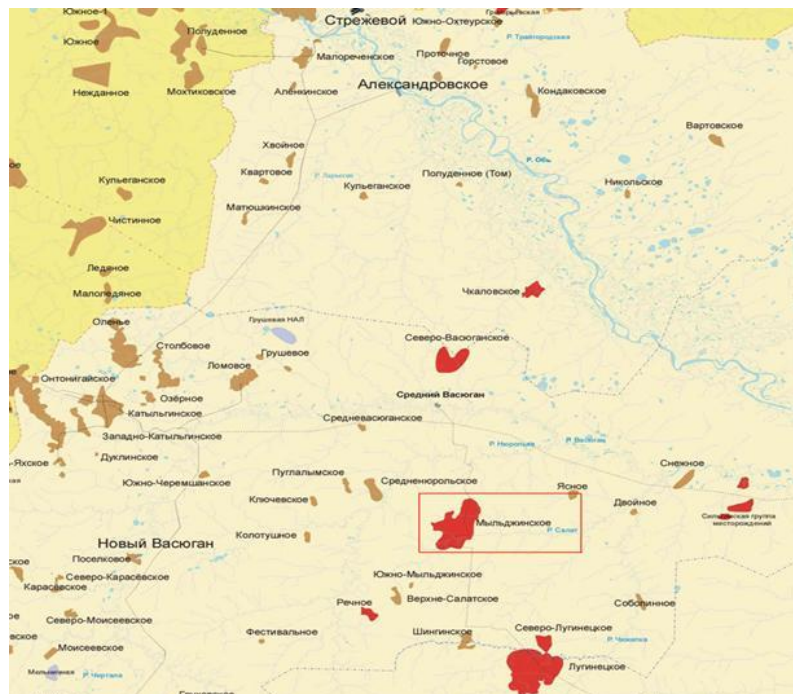 Южное-1
Полуденное
Стрежевой
Южно-Охтеурское
Р. Трайгородская
Южное
Малореченское
Проточное
Горстовое
Нежданное
Мохтиковское
Алёнкинское
Александровское
Кондаковское
Вартовское
Хвойное
Р. Обь
Квартовое
Р. Ларьеган
Кульеганское
Полуденное (Том)
Никольское
Кульеганское
Матюшкинское
Чистинное
Ледяное
Малоледяное
Чкаловское
Оленье
Грушевая НАЛ
Северо-Васюганское
Столбовое
Грушевое
Ломовое
Онтонигайское
Озёрное
Средний Васюган
Катыльгинское
Средневасюганское
Западно-Катыльгинское
Р. Нюролька
Р. Васюган
Дуклинское
Снежное
Южно-Черемшанское
Пуглалымское
Средненюрольское
Ясное
Ключевское
Двойное
Мыльджинское
Группа
месторождений
Колотушное
Р. Салат
Новый Васюган
Поселковое
Северо-Карасёвское
Южно-Мыльджинское
Карасёвское
Верхне-Салатское
Речное
Соболиное
Северо-Моисеевское
Северо-Лугинецкое
Фестивальное
Шингинское
Р. Чижапка
Моисеевское
Лугинецкое
Р. Чертала